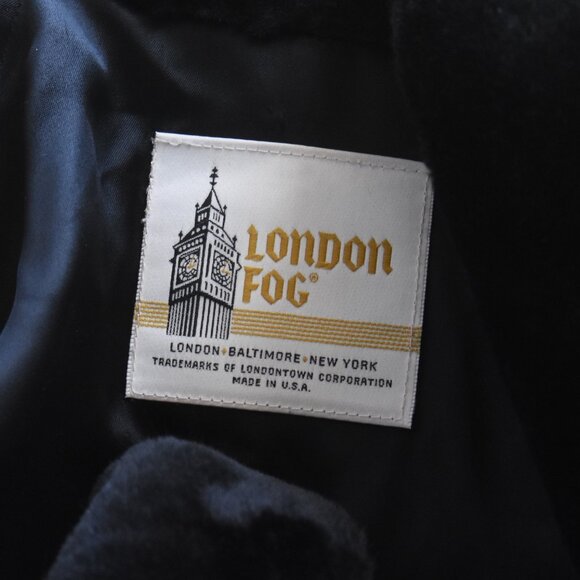 LONDON
FOG®
LONDON • BALTIMORE • NEW YORK
TRADEMARKS OF LONDONTOWN CORPORATION
MADE IN U.S.A.